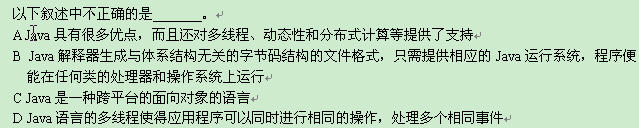 以下叙述中不正确的是______。
A Java 具有很多优点，而且还对多线程、动态性和分布式计算等提供了支持
B Java 解释器生成与体系结构无关的字节码结构的文件格式，只需提供相应的 Java 运行系统，程序便
能在任何类的处理器和操作系统上运行
C Java 是一种跨平台的面向对象的语言
D Java 语言的多线程使得应用程序可以同时进行相同的操作，处理多个相同事件